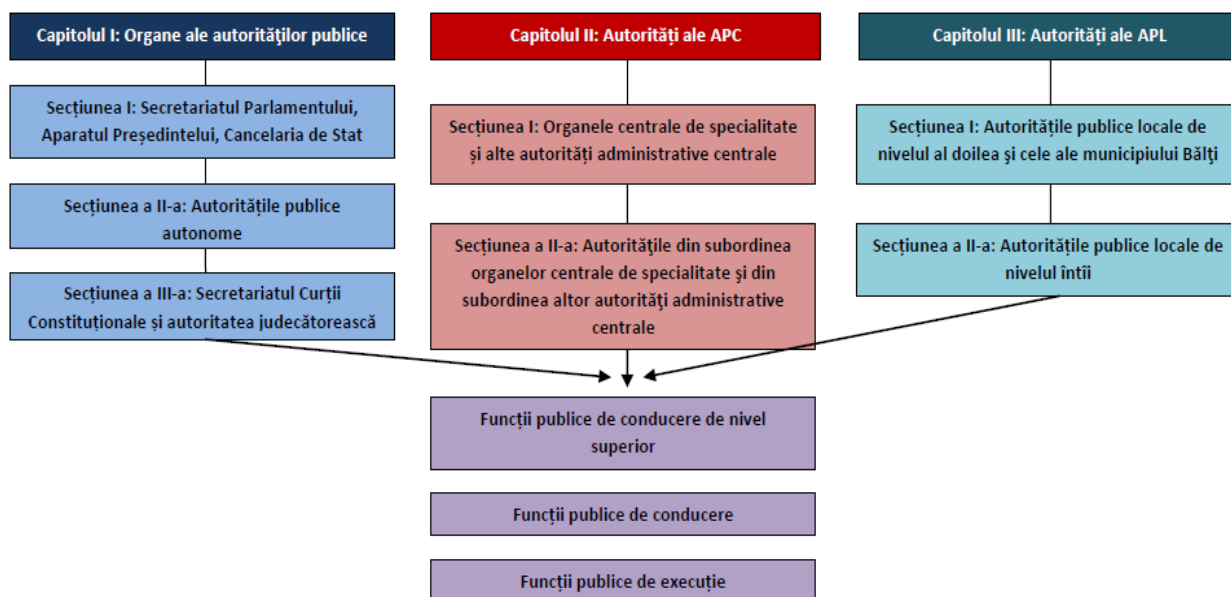 Capitolul I: Organe ale autorităţilor publice
Secțiunea I: Secretariatul Parlamentului,
Aparatul Președintelui, Cancelaria de Stat
Secțiunea a II-a: Autoritățile publice
autonome
Secțiunea a III-a: Secretariatul Curții
Constituționale și autoritatea judecătorească
Capitolul II: Autorități ale APC
Secțiunea I: Organele centrale de specialitate
și alte autorități administrative centrale
Secțiunea a II-a: Autorităţile din subordinea
organelor centrale de specialitate și din
subordinea altor autorităţi administrative
centrale
Capitolul III: Autorități ale APL
Secțiunea I: Autoritățile publice locale de
nivelul al doilea şi cele ale municipiului Bălţi
Secțiunea a II-a: Autoritățile publice locale de
nivelul întîi
Funcții publice de conducere de nivel
superior
Funcții publice de conducere
Funcții publice de execuție